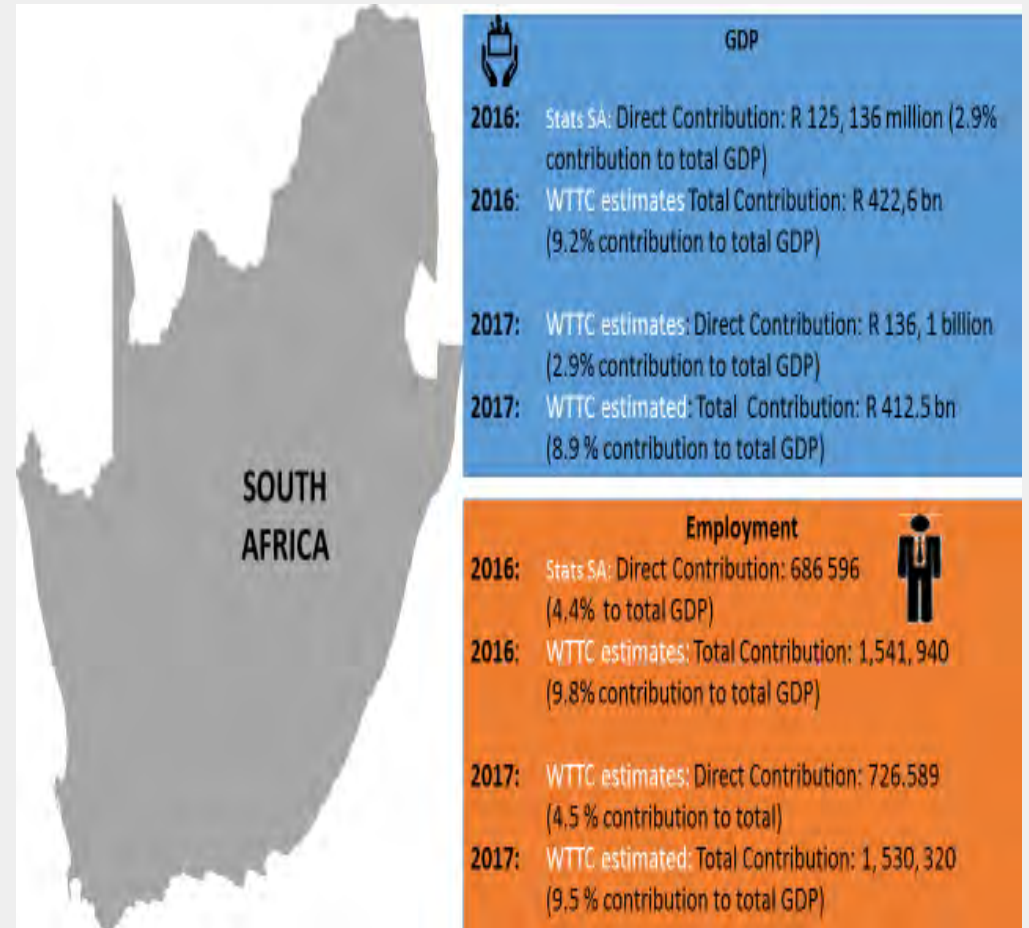 SOUTH
AFRICA
GDP
2016: Stats SA: Direct Contribution: R 125, 136 million (2.9%
contribution to total GDP)
2016: WTTC estimates Total Contribution: R 422,6 bn
(9.2% contribution to total GDP)
2017: WTTC estimates: Direct Contribution: R 136, 1 billion
(2.9% contribution to total GDP)
2017: WTTC estimated: Total Contribution: R 412.5 bn
(8.9 % contribution to total GDP)
Employment
2016: Stats SA: Direct Contribution: 686 596
(4.4% to total GDP)
2016: WTTC estimates: Total Contribution: 1,541, 940
(9.8% contribution to total GDP)
2017: WTTC estimates: Direct Contribution: 726.589
(4.5 % contribution to total)
2017: WTTC estimated: Total Contribution: 1, 530, 320
(9.5 % contribution to total GDP)